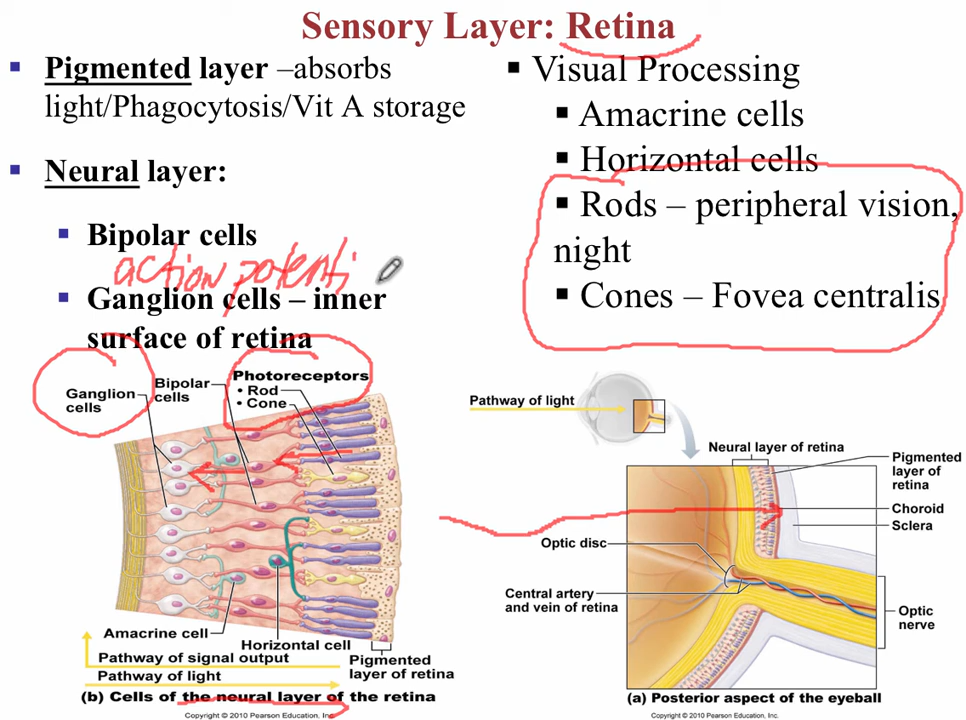 Sensory Layer: Retina
▪ Pigmented layer –absorbs
light/Phagocytosis/Vit A storage
▪ Neural layer:
▪ Bipolar cells
action potenti
▪ Ganglion cells – inner
surface of retina
▪ Visual Processing
▪ Amacrine cells
▪ Horizontal cells
▪ Rods – peripheral vision,
night
▪ Cones – Fovea centralis
Ganglion
cells
Bipolar
cells
Photoreceptors
• Rod
• Cone
Amacrine cell
Horizontal cell
Pathway of signal output
Pathway of light
Pigmented
layer of retina
(b) Cells of the neural layer of the retina
Copyright © 2010 Pearson Education, Inc.
Pathway of light
Neural layer of retina
Pigmented
layer of
retina
Choroid
Sclera
Optic disc
Central artery
and vein of retina
Optic
nerve
(a) Posterior aspect of the eyeball
Copyright © 2010 Pearson Education, Inc.